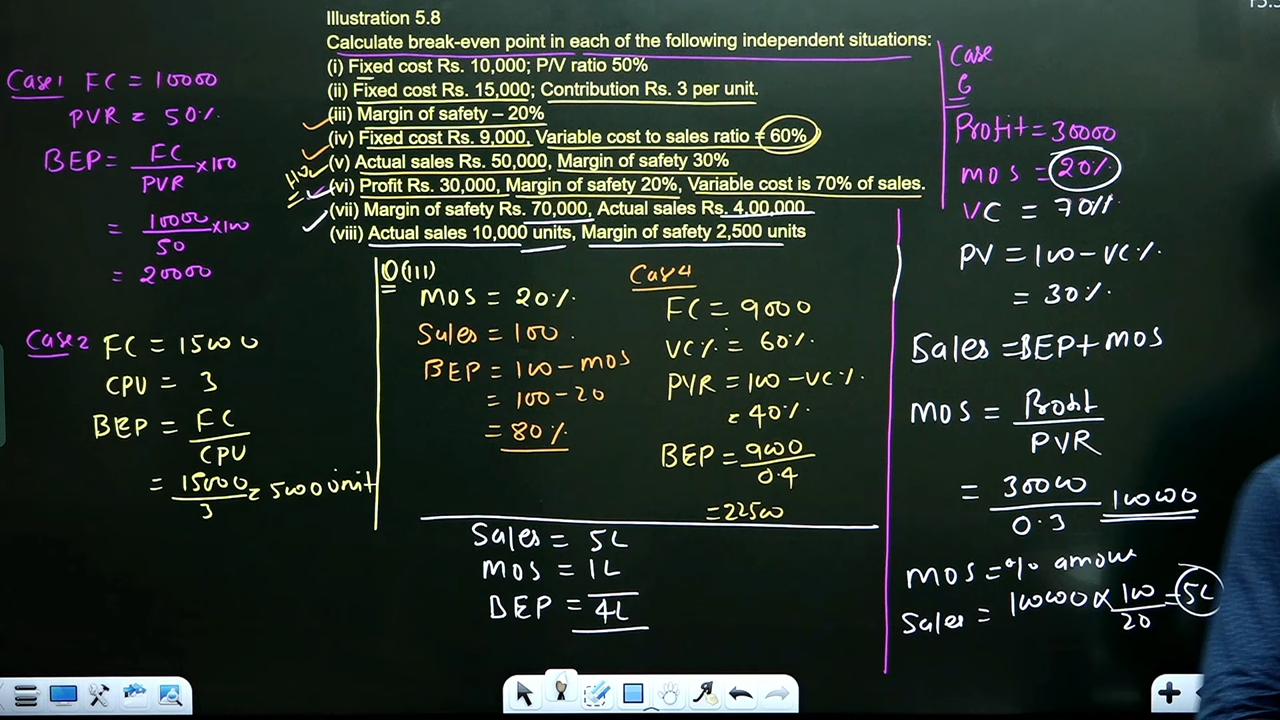 Illustration 5.8
Calculate break-even point in each of the following independent situations:
(i) Fixed cost Rs. 10,000; P/V ratio 50%
(ii) Fixed cost Rs. 15,000; Contribution Rs. 3 per unit.
(iii) Margin of safety – 20%
(iv) Fixed cost Rs. 9,000, Variable cost to sales ratio = 60%
(v) Actual sales Rs. 50,000, Margin of safety 30%
(vi) Profit Rs. 30,000, Margin of safety 20%, Variable cost is 70% of sales.
(vii) Margin of safety Rs. 70,000, Actual sales Rs. 4,00,000
(viii) Actual sales 10,000 units, Margin of safety 2,500 units
Case1 FC = 10000
PVR = 50%
BEP = FC/PVR × 100
= 10000/50 × 100
= 20000
Case2 FC = 15000
CPU = 3
BEP = FC/CPU
= 15000/3 = 5000 unit
Q(iii)
MOS = 20%
Sales = 100
BEP = 100 - MOS
= 100 - 20
= 80%
Case 4
FC = 9000
VC% = 60%
PVR = 100 - VC%
= 40%
BEP = 9000/0.4
= 22500
Sales = 5L
MOS = 1L
BEP = 4L
Case
6
Profit = 30000
MOS = 20%
VC = 70%
PV = 100 - VC%
= 30%
Sales = BEP + MOS
MOS = Profit/PVR
= 30000/0.3 100000
MOS = % amour
Sales = 100000 × 100/20 = 5L